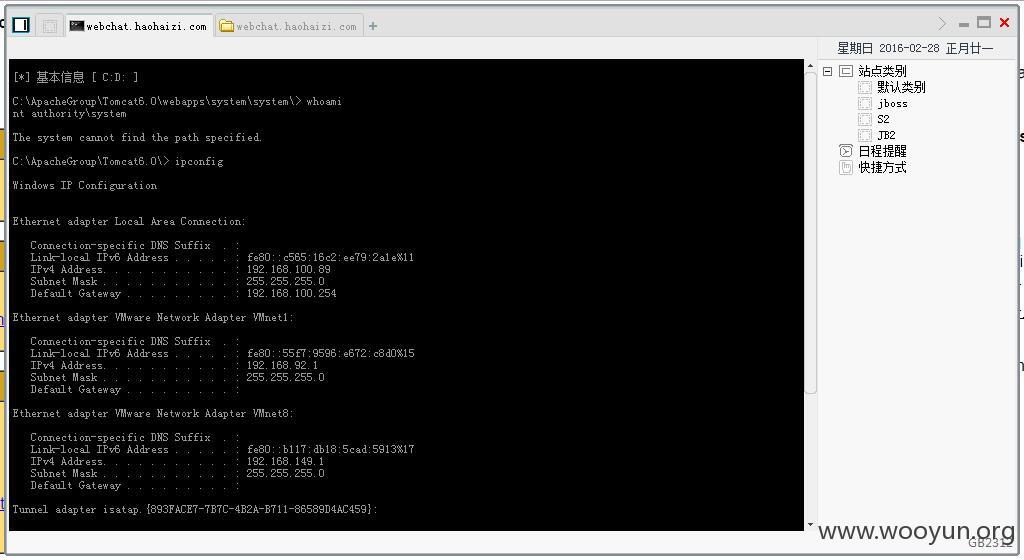 webchat.haohaizi.com
webchat.haohaizi.com
+
星期日 2016-02-28 正月廿一
[*] 基本信息 [ C:D: ]
C:\ApacheGroup\Tomcat6.0\webapps\system\system\> whoami
nt authority\system
The system cannot find the path specified.
C:\ApacheGroup\Tomcat6.0\> ipconfig
Windows IP Configuration
Ethernet adapter Local Area Connection:
Connection-specific DNS Suffix . :
Link-local IPv6 Address . . . . . : fe80::c565:16c2:ee79:2a1e%11
IPv4 Address. . . . . . . . . . . : 192.168.100.89
Subnet Mask . . . . . . . . . . . : 255.255.255.0
Default Gateway . . . . . . . . . : 192.168.100.254
Ethernet adapter VMware Network Adapter VMnet1:
Connection-specific DNS Suffix . :
Link-local IPv6 Address . . . . . : fe80::55f7:9596:e672:c8d0%15
IPv4 Address. . . . . . . . . . . : 192.168.92.1
Subnet Mask . . . . . . . . . . . : 255.255.255.0
Default Gateway . . . . . . . . . :
Ethernet adapter VMware Network Adapter VMnet8:
Connection-specific DNS Suffix . :
Link-local IPv6 Address . . . . . : fe80::b117:db18:5cad:5913%17
IPv4 Address. . . . . . . . . . . : 192.168.149.1
Subnet Mask . . . . . . . . . . . : 255.255.255.0
Default Gateway . . . . . . . . . :
Tunnel adapter isatap.{893FACE7-7B7C-4B2A-B711-86589D4AC459}:
站点类别
默认类别
jboss
S2
JB2
日程提醒
快捷方式
www.wooyun.org
GB2312